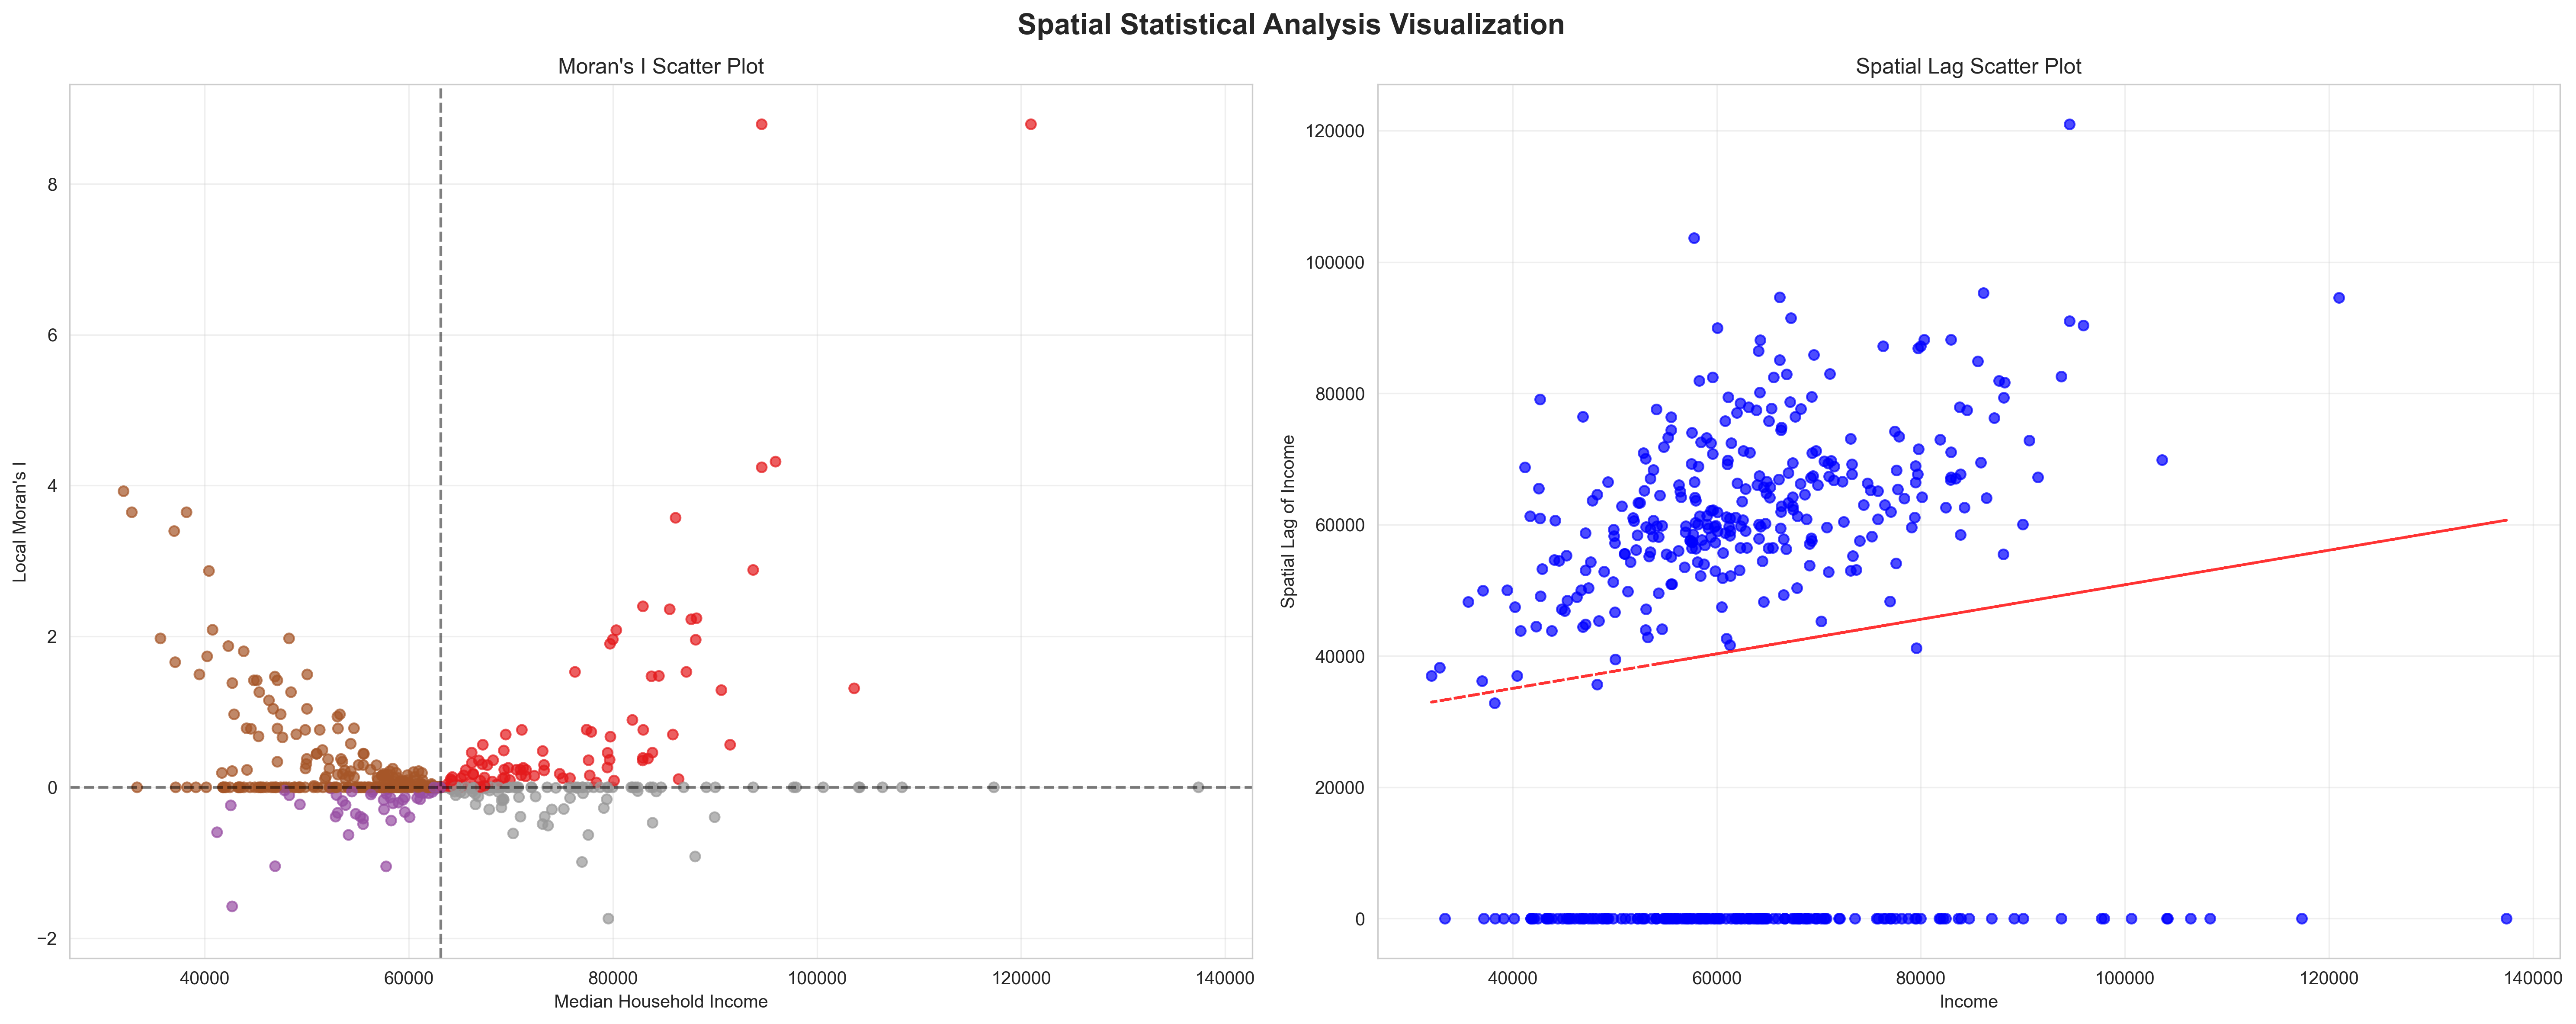 Spatial Statistical Analysis Visualization
Moran's I Scatter Plot
Local Moran's I
8
6
4
2
0
−2
40000 60000 80000 100000 120000 140000
Median Household Income
Spatial Lag Scatter Plot
Spatial Lag of Income
120000
100000
80000
60000
40000
20000
0
40000 60000 80000 100000 120000 140000
Income